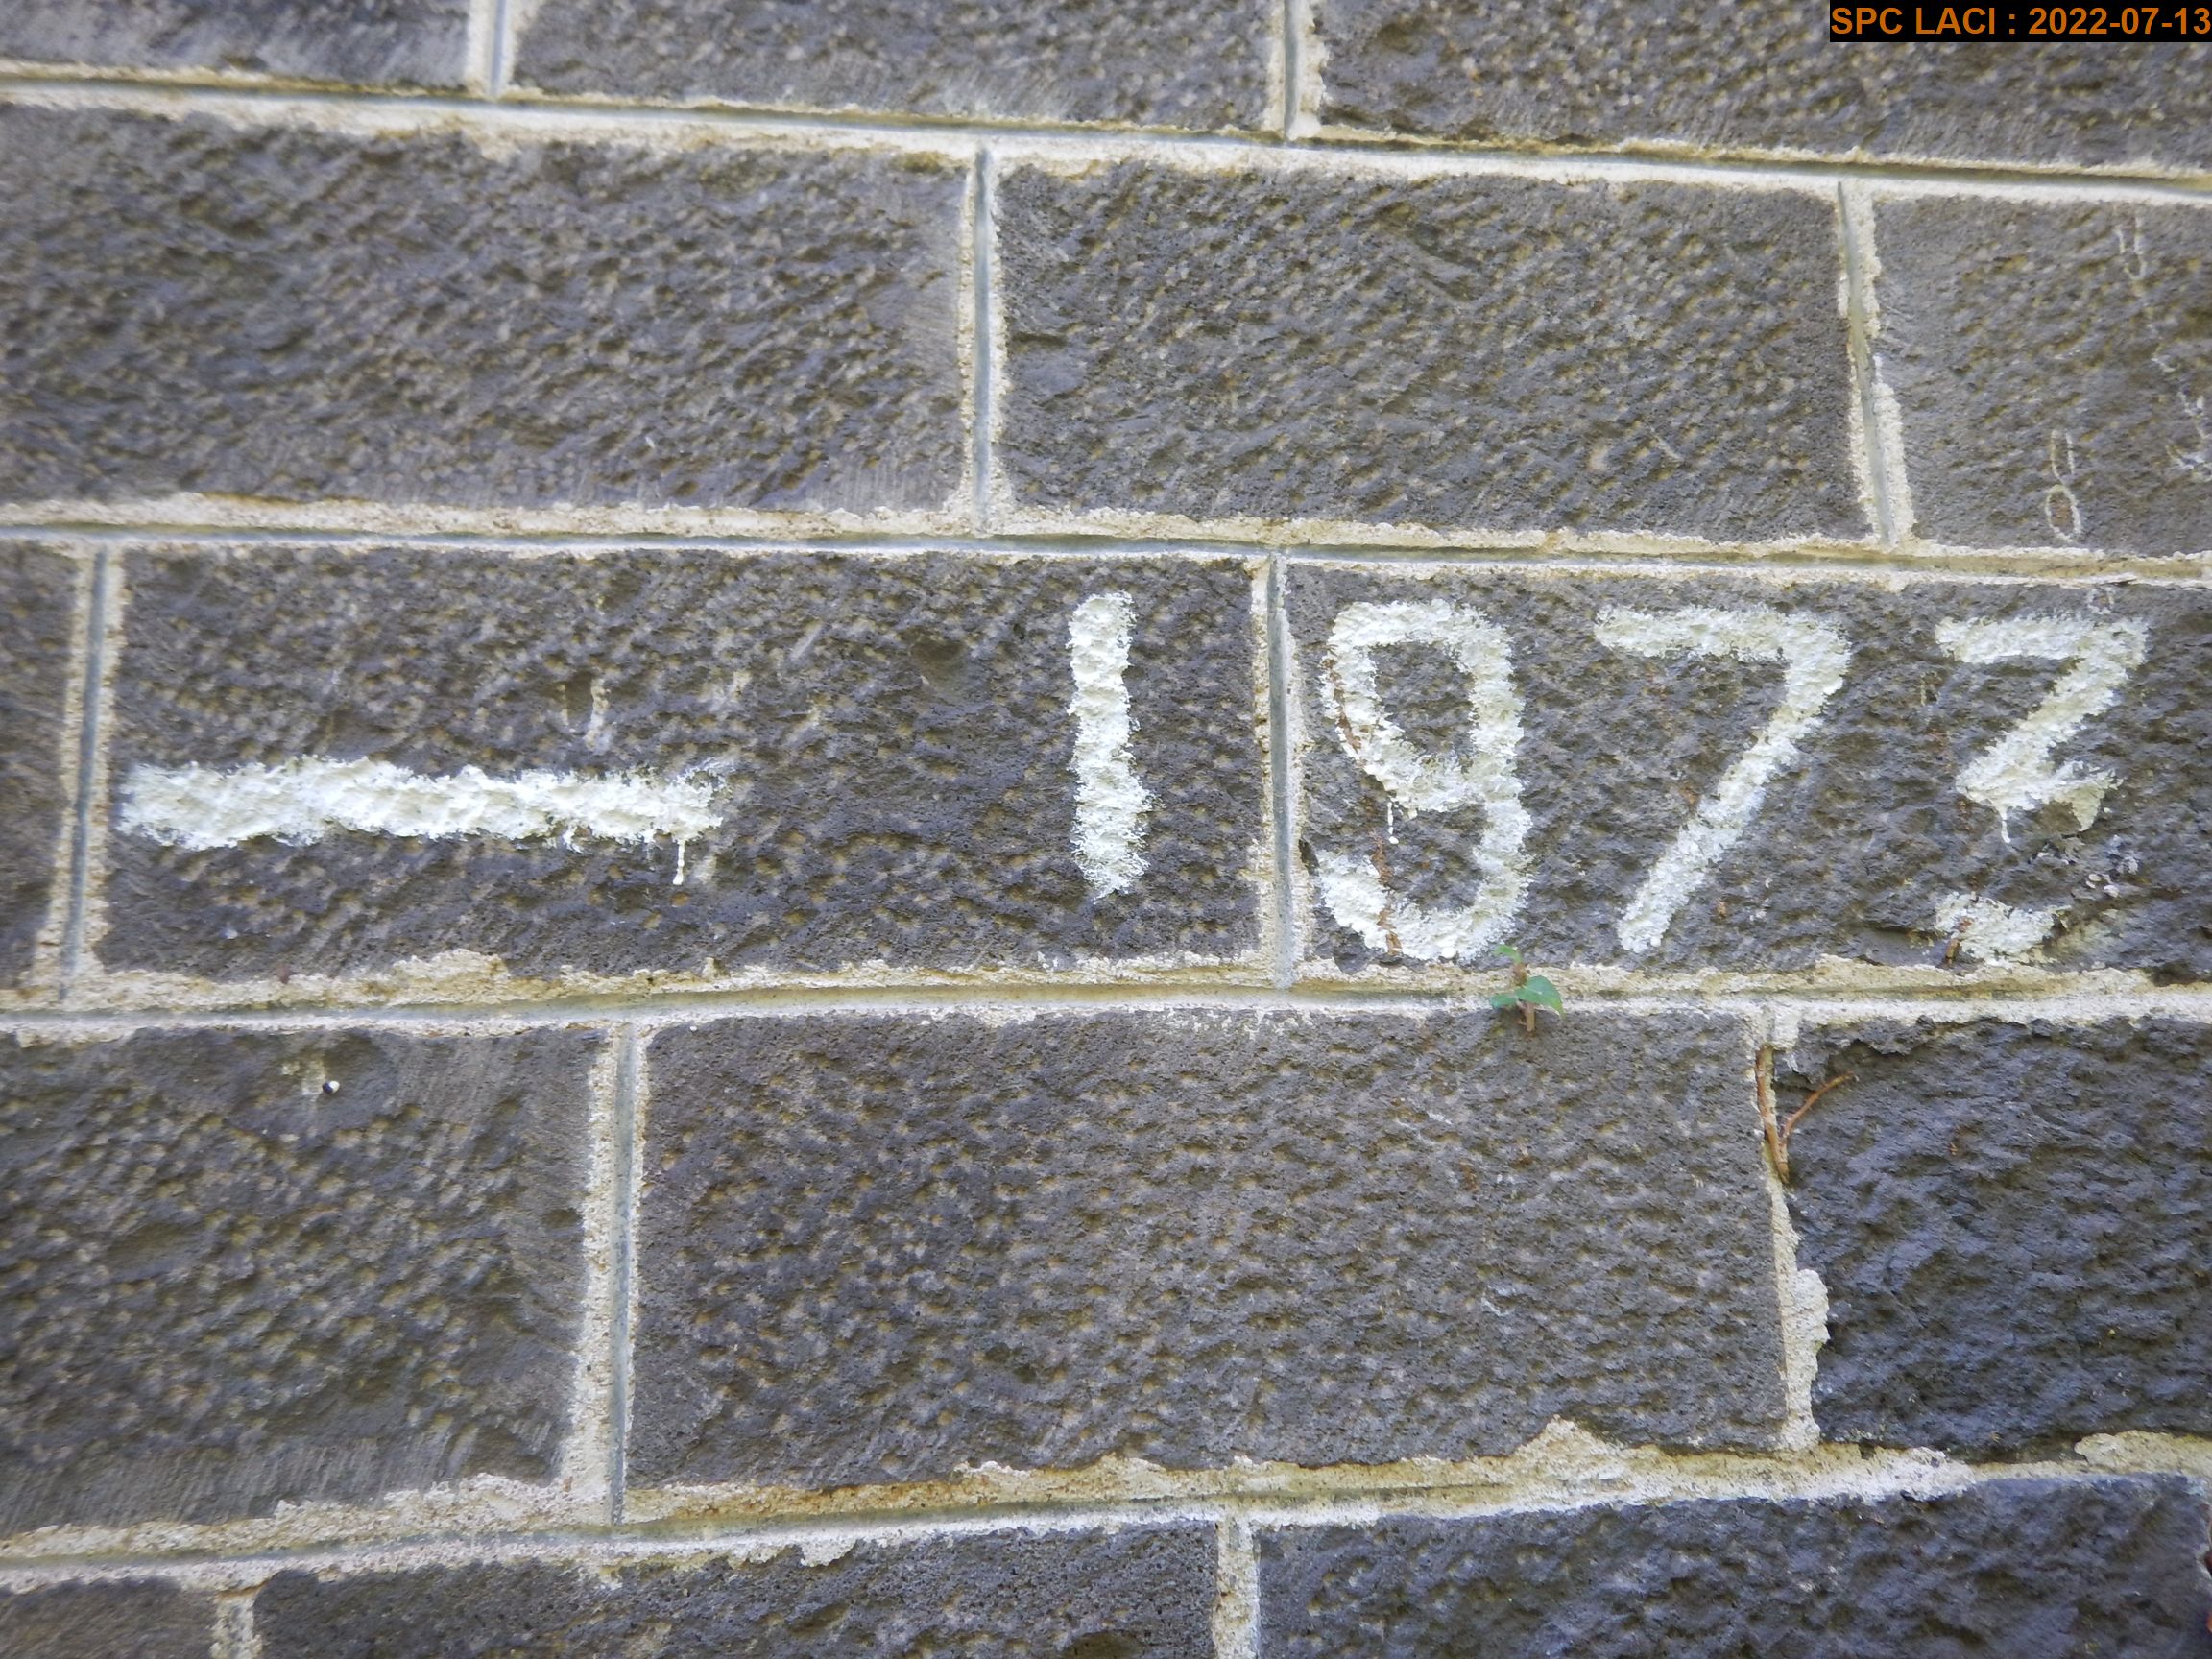 SPC LACI : 2022-07-13
— 1973